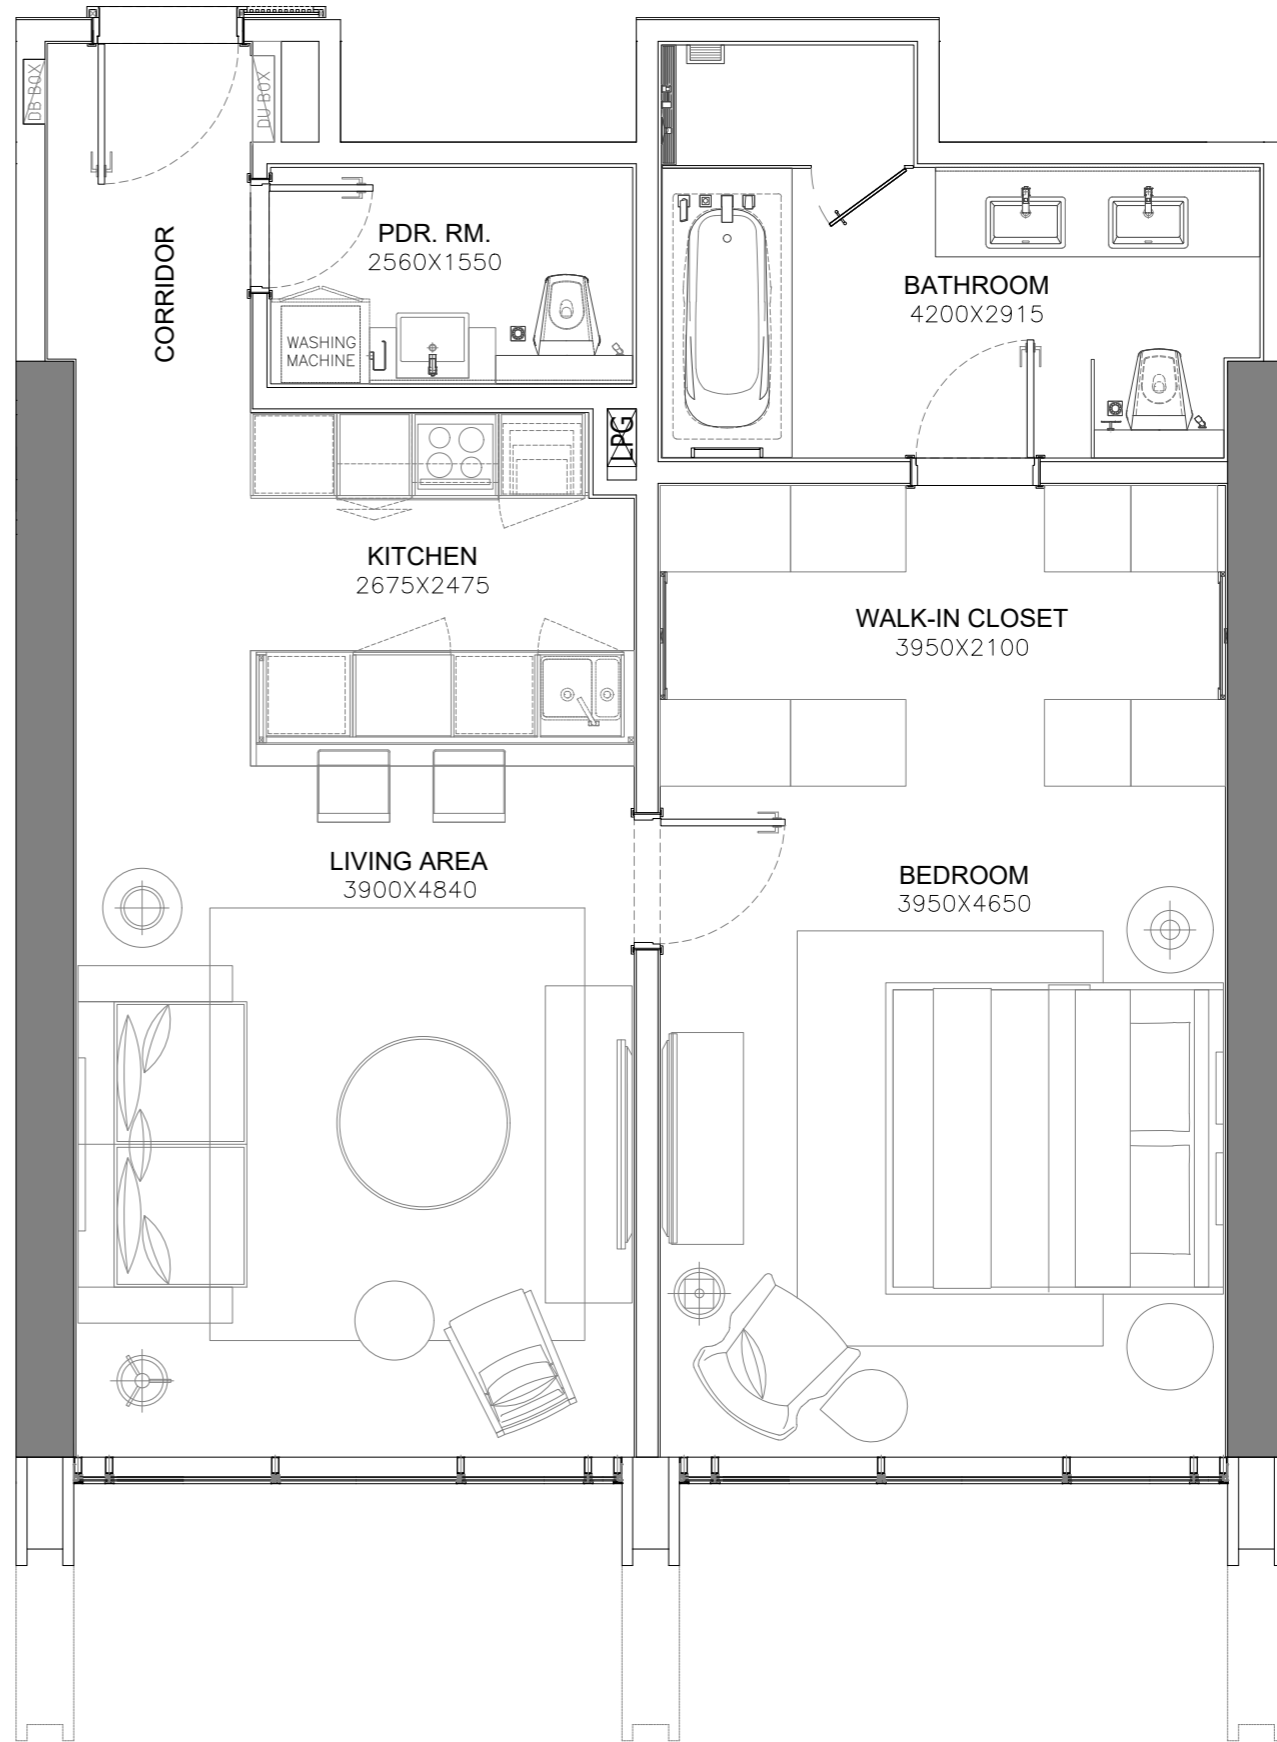 DB BOX
DU BOX
CORRIDOR
PDR. RM.
2560X1550
WASHING
MACHINE
BATHROOM
4200X2915
LPG
KITCHEN
2675X2475
WALK-IN CLOSET
3950X2100
LIVING AREA
3900X4840
BEDROOM
3950X4650